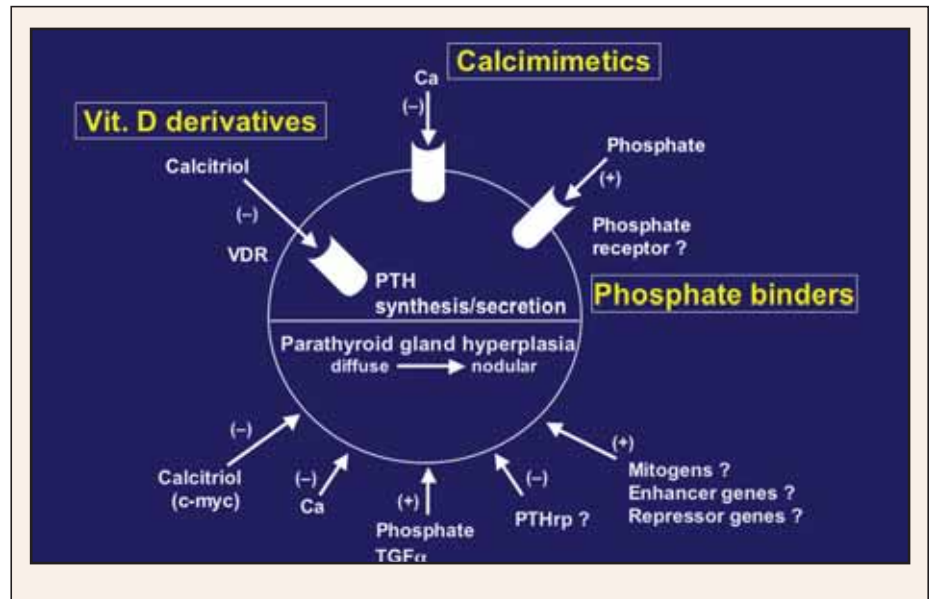 Calcimimetics
Ca
(–)
Vit. D derivatives
Calcitriol
(–)
VDR
Phosphate
(+)
Phosphate
receptor ?
Phosphate binders
PTH
synthesis/secretion
Parathyroid gland hyperplasia
diffuse nodular
(–)
Calcitriol
(c-myc)
(–)
Ca
(+)
Phosphate
TGFα
(–)
PTHrp ?
(+)
Mitogens ?
Enhancer genes ?
Repressor genes ?